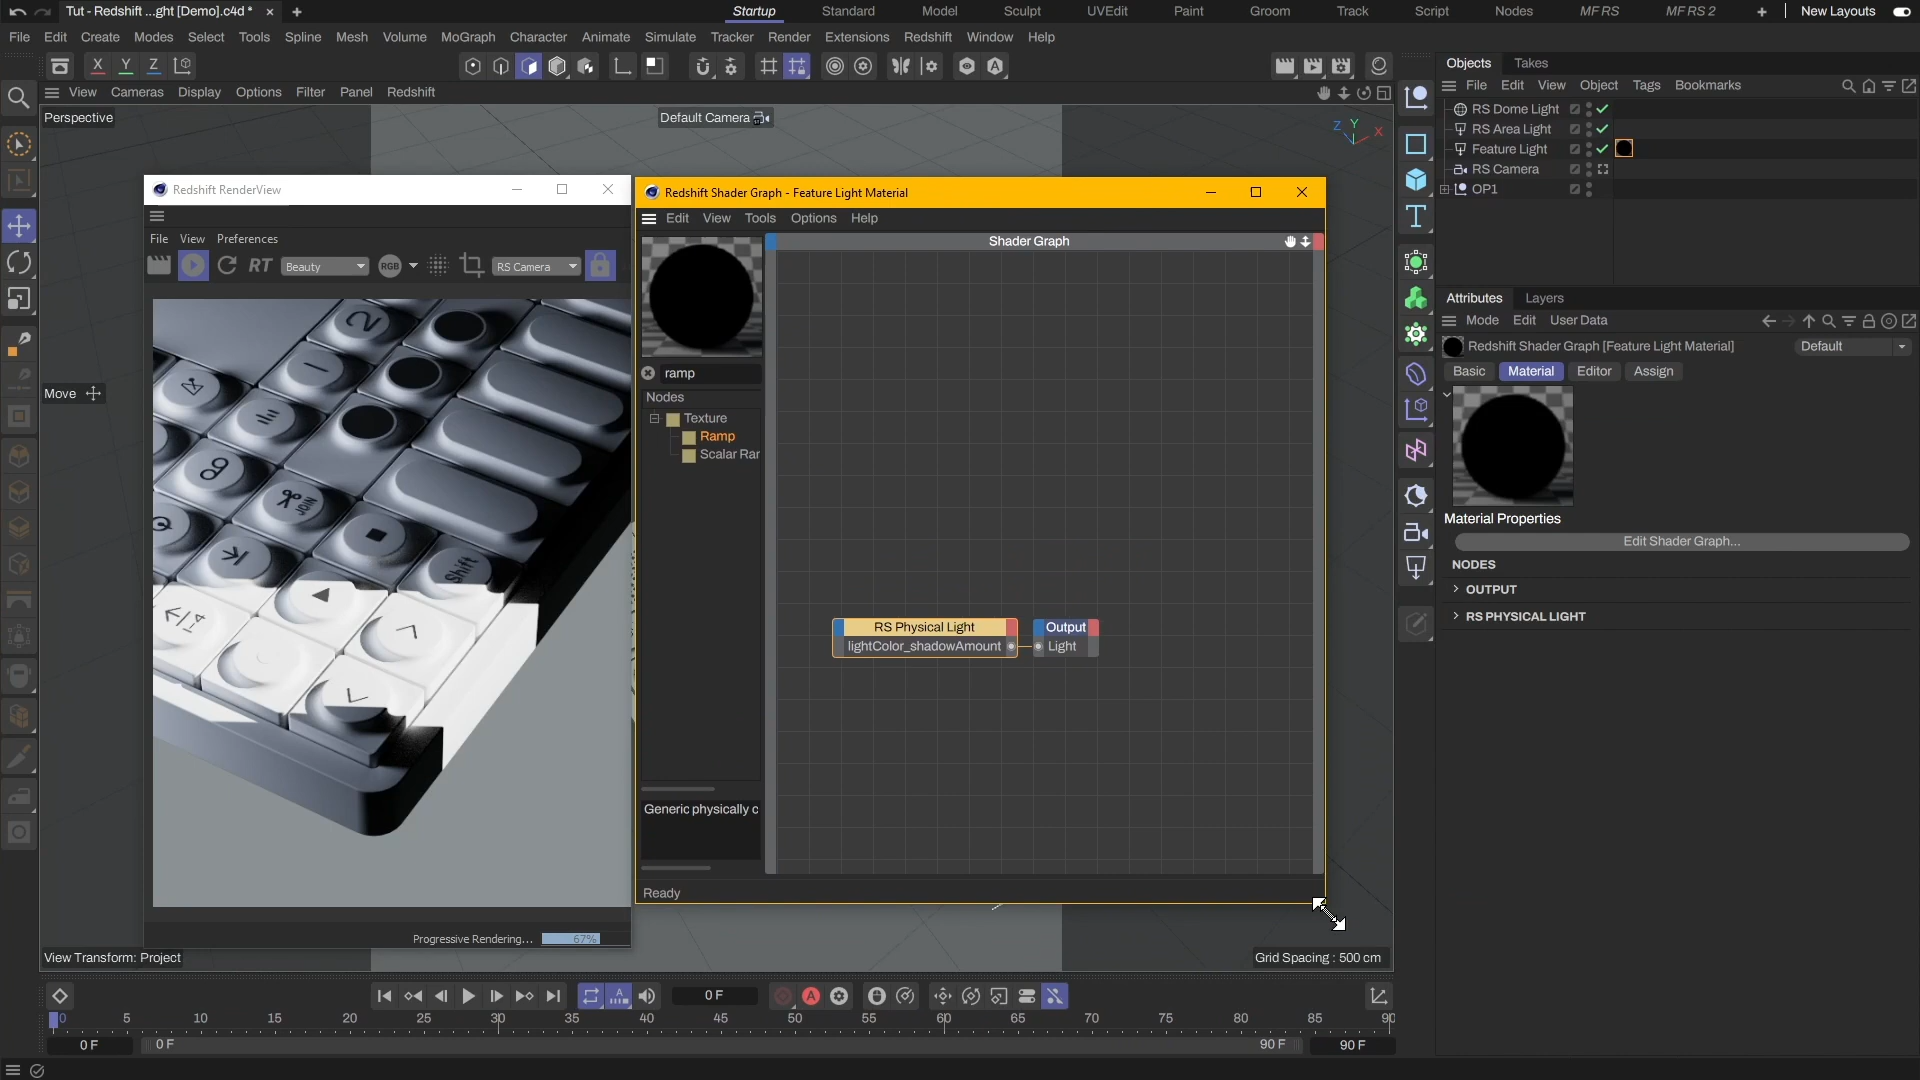 Tut - Redshift ...ght [Demo].c4d *
Startup
Standard
Model
Sculpt
UVEdit
Paint
Groom
Track
Script
Nodes
MF RS
MF RS 2
New Layouts
File Edit Create Modes Select Tools Spline Mesh Volume MoGraph Character Animate Simulate Tracker Render Extensions Redshift Window Help
X Y Z
Objects Takes
View Cameras Display Options Filter Panel Redshift
File Edit View Object Tags Bookmarks
Perspective
Default Camera
Z Y X
RS Dome Light
RS Area Light
Feature Light
RS Camera
OP1
Redshift RenderView
File View Preferences
RT Beauty RGB RS Camera
JOIN
Shift
Progressive Rendering... 67%
Redshift Shader Graph - Feature Light Material
Edit View Tools Options Help
Shader Graph
ramp
Nodes
Texture
Ramp
Scalar Rar
RS Physical Light
lightColor_shadowAmount
Output
Light
Generic physically c
Ready
Move
Attributes Layers
Mode Edit User Data
Redshift Shader Graph [Feature Light Material]
Default
Basic Material Editor Assign
Material Properties
Edit Shader Graph...
NODES
OUTPUT
RS PHYSICAL LIGHT
View Transform: Project
Grid Spacing : 500 cm
0 F
0 5 10 15 20 25 30 35 40 45 50 55 60 65 70 75 80 85 90
0 F 0 F 90 F 90 F